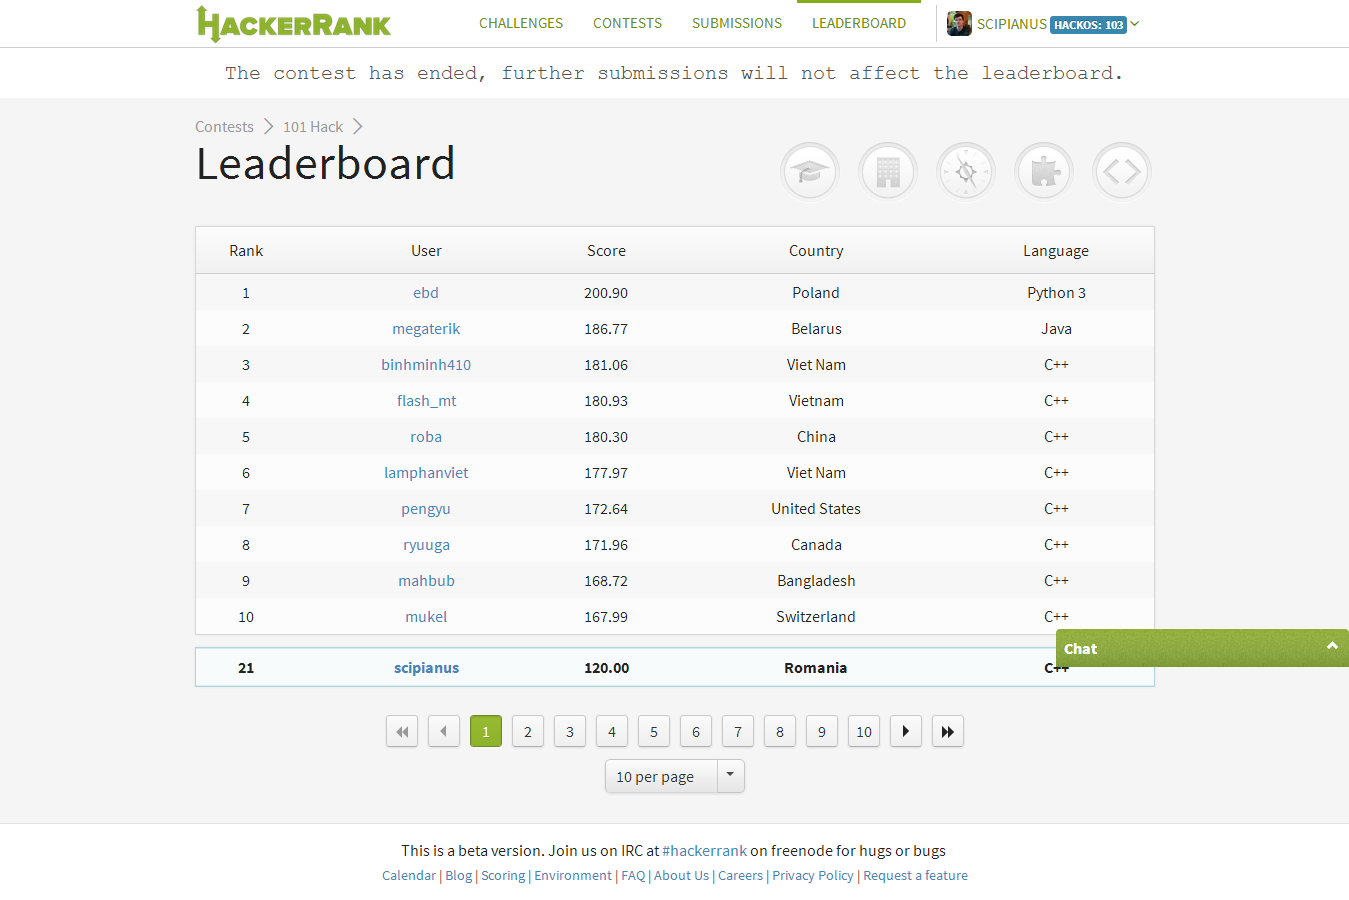 HACKERRANK CHALLENGES CONTESTS SUBMISSIONS LEADERBOARD SCIPIANUS HACKOS: 103
The contest has ended, further submissions will not affect the leaderboard.
Contests 101 Hack
Leaderboard
Rank User Score Country Language
1 ebd 200.90 Poland Python 3
2 megaterik 186.77 Belarus Java
3 binhminh410 181.06 Viet Nam C++
4 flash_mt 180.93 Vietnam C++
5 roba 180.30 China C++
6 lamphanviet 177.97 Viet Nam C++
7 pengyu 172.64 United States C++
8 ryuuga 171.96 Canada C++
9 mahbub 168.72 Bangladesh C++
10 mukel 167.99 Switzerland C++
Chat
21 scipianus 120.00 Romania C++
1 2 3 4 5 6 7 8 9 10
10 per page
This is a beta version. Join us on IRC at #hackerrank on freenode for hugs or bugs
Calendar | Blog | Scoring | Environment | FAQ | About Us | Careers | Privacy Policy | Request a feature